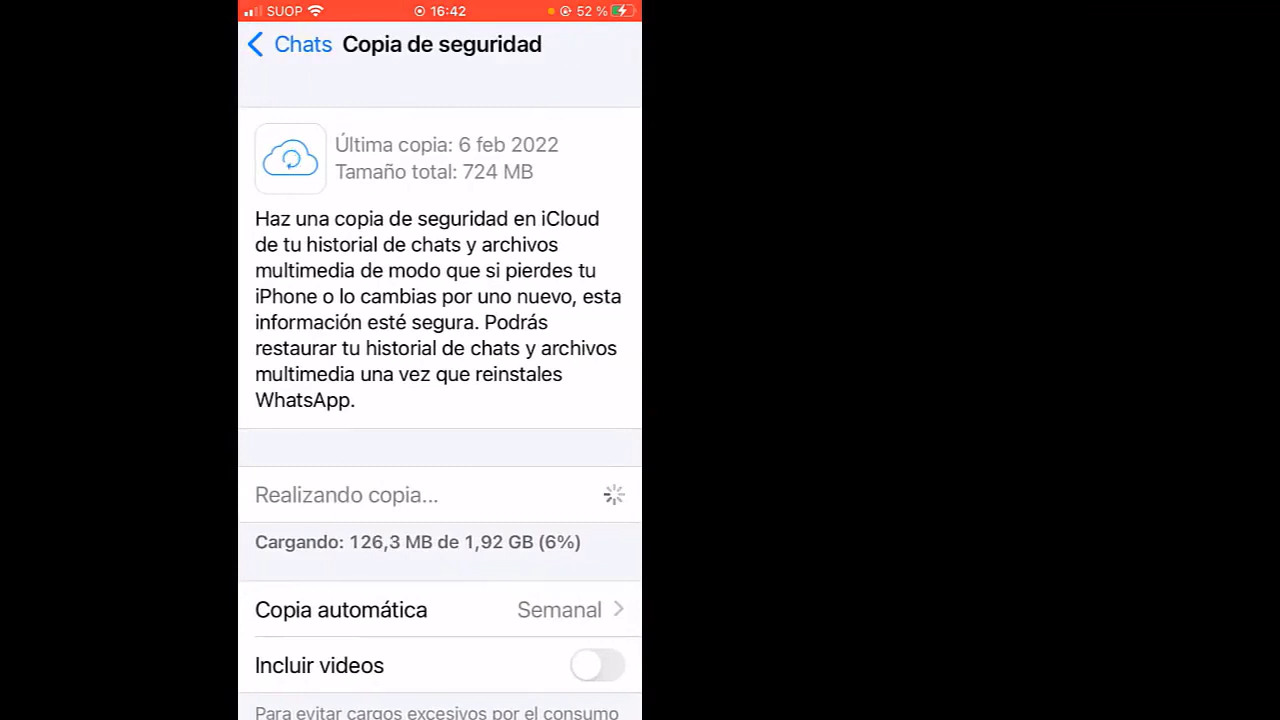 SUOP 16:42 52 %
Chats Copia de seguridad
Última copia: 6 feb 2022
Tamaño total: 724 MB
Haz una copia de seguridad en iCloud
de tu historial de chats y archivos
multimedia de modo que si pierdes tu
iPhone o lo cambias por uno nuevo, esta
información esté segura. Podrás
restaurar tu historial de chats y archivos
multimedia una vez que reinstales
WhatsApp.
Realizando copia...
Cargando: 126,3 MB de 1,92 GB (6%)
Copia automática Semanal
Incluir videos
Para evitar cargos excesivos por el consumo